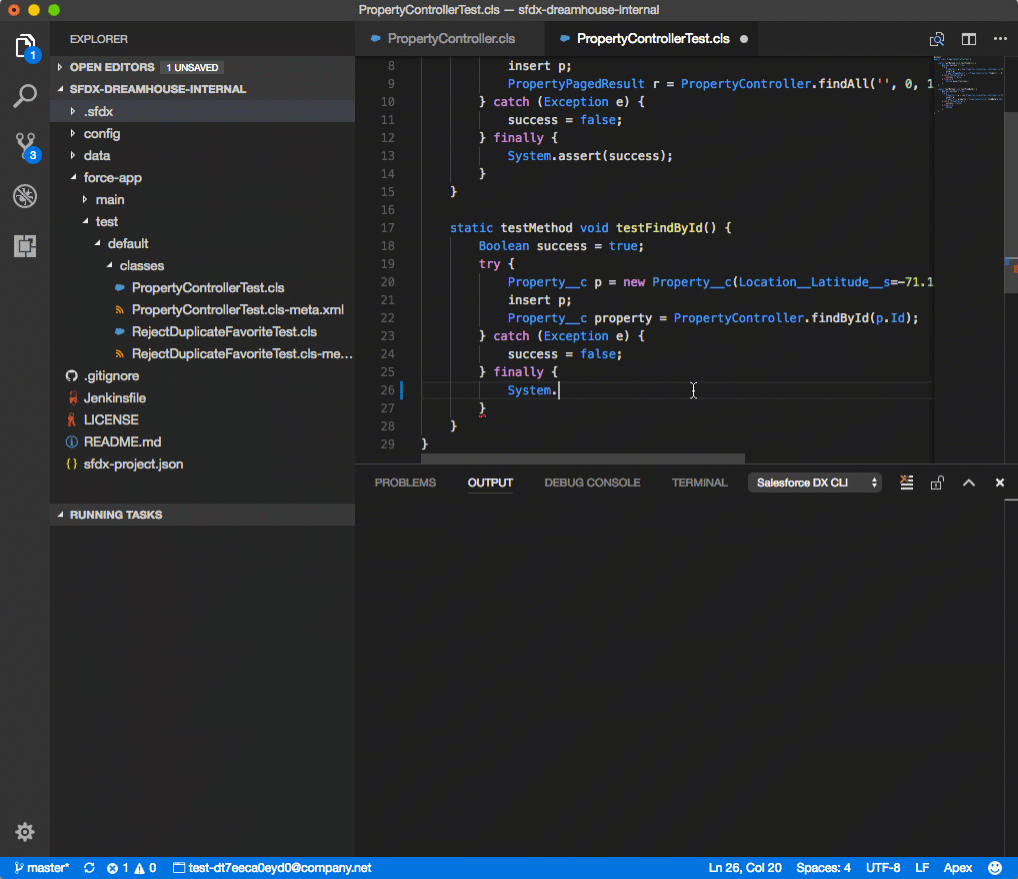 PropertyControllerTest.cls — sfdx-dreamhouse-internal
1
3
EXPLORER
OPEN EDITORS 1 UNSAVED
SFDX-DREAMHOUSE-INTERNAL
.sfdx
config
data
force-app
main
test
default
classes
PropertyControllerTest.cls
PropertyControllerTest.cls-meta.xml
RejectDuplicateFavoriteTest.cls
RejectDuplicateFavoriteTest.cls-me...
.gitignore
Jenkinsfile
LICENSE
README.md
{} sfdx-project.json
RUNNING TASKS
PropertyController.cls PropertyControllerTest.cls
8 insert p;
9 PropertyPagedResult r = PropertyController.findAll('', 0, 1
10 } catch (Exception e) {
11 success = false;
12 } finally {
13 System.assert(success);
14 }
15 }
16
17 static testMethod void testFindById() {
18 Boolean success = true;
19 try {
20 Property__c p = new Property__c(Location__Latitude__s=-71.1
21 insert p;
22 Property__c property = PropertyController.findById(p.Id);
23 } catch (Exception e) {
24 success = false;
25 } finally {
26 System.
27 }
28 }
29 }
PROBLEMS OUTPUT DEBUG CONSOLE TERMINAL Salesforce DX CLI
master* 1 0 test-dt7eeca0eyd0@company.net Ln 26, Col 20 Spaces: 4 UTF-8 LF Apex